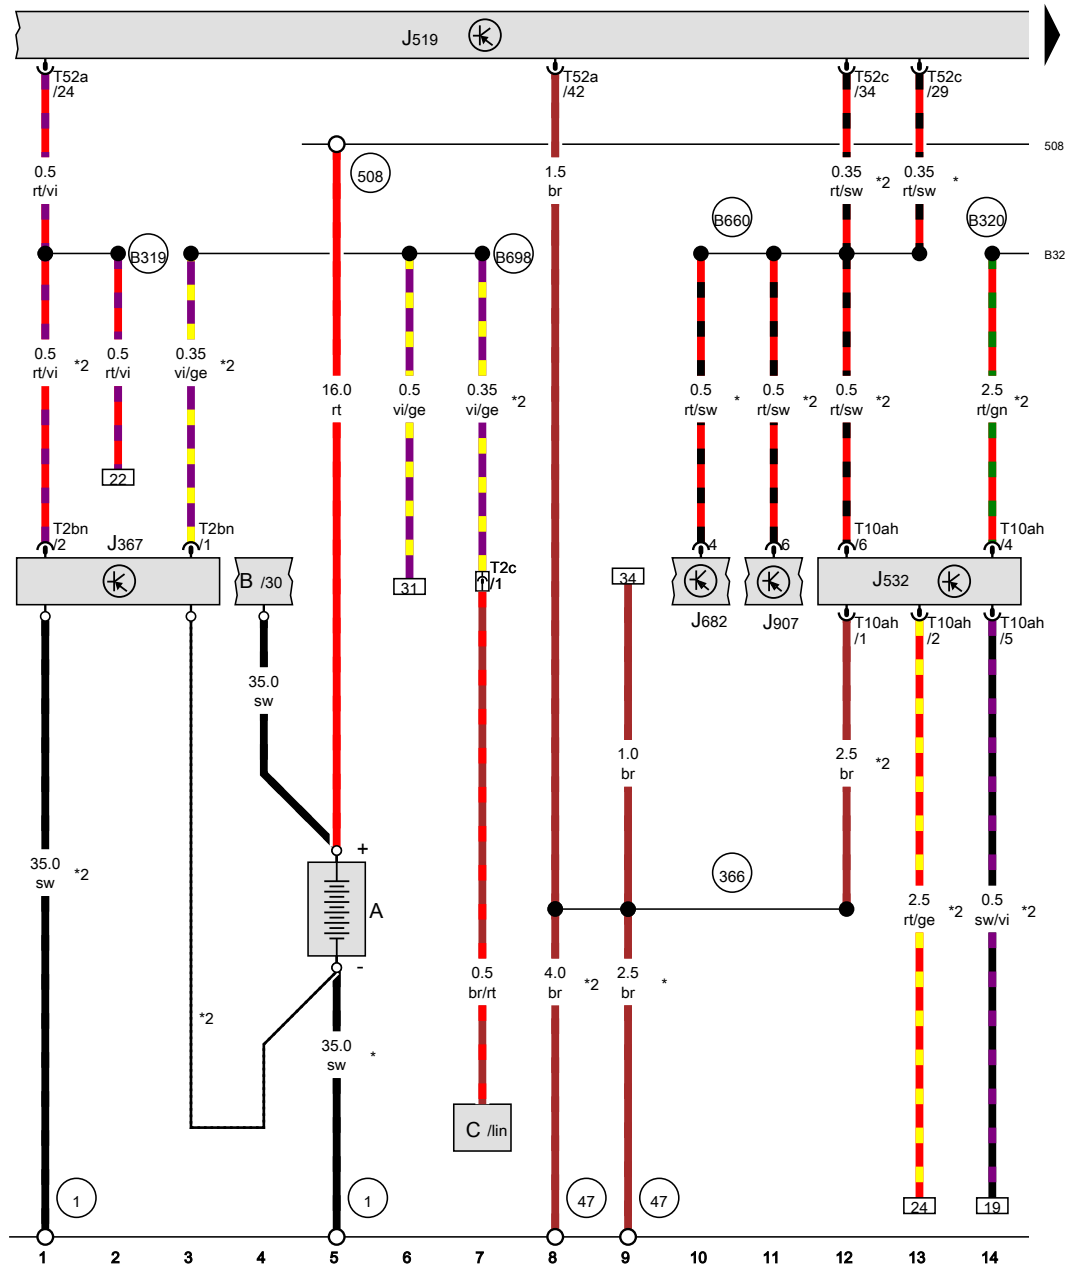 J519
T52a
/24
T52a
/42
T52c
/34
T52c
/29
508
508
0.5
rt/vi
1.5
br
0.35
rt/sw
*2
0.35
rt/sw
*
B319
B698
B660
B320
B32
0.5
rt/vi
*2
0.5
rt/vi
0.35
vi/ge
*2
16.0
rt
0.5
vi/ge
0.35
vi/ge
*2
0.5
rt/sw
*
0.5
rt/sw
*2
0.5
rt/sw
*2
2.5
rt/gn
*2
22
T2bn
/2
J367
T2bn
/1
T2c
/1
4
6
T10ah
/6
T10ah
/4
B /30
31
34
J682
J907
J532
T10ah
/1
T10ah
/2
T10ah
/5
35.0
sw
1.0
br
2.5
br
*2
35.0
sw
*2
+
A
-
366
2.5
rt/ge
*2
0.5
sw/vi
*2
0.5
br/rt
4.0
br
*2
2.5
br
*
*2
35.0
sw
*
C /lin
1
1
47
47
24
19
1 2 3 4 5 6 7 8 9 10 11 12 13 14